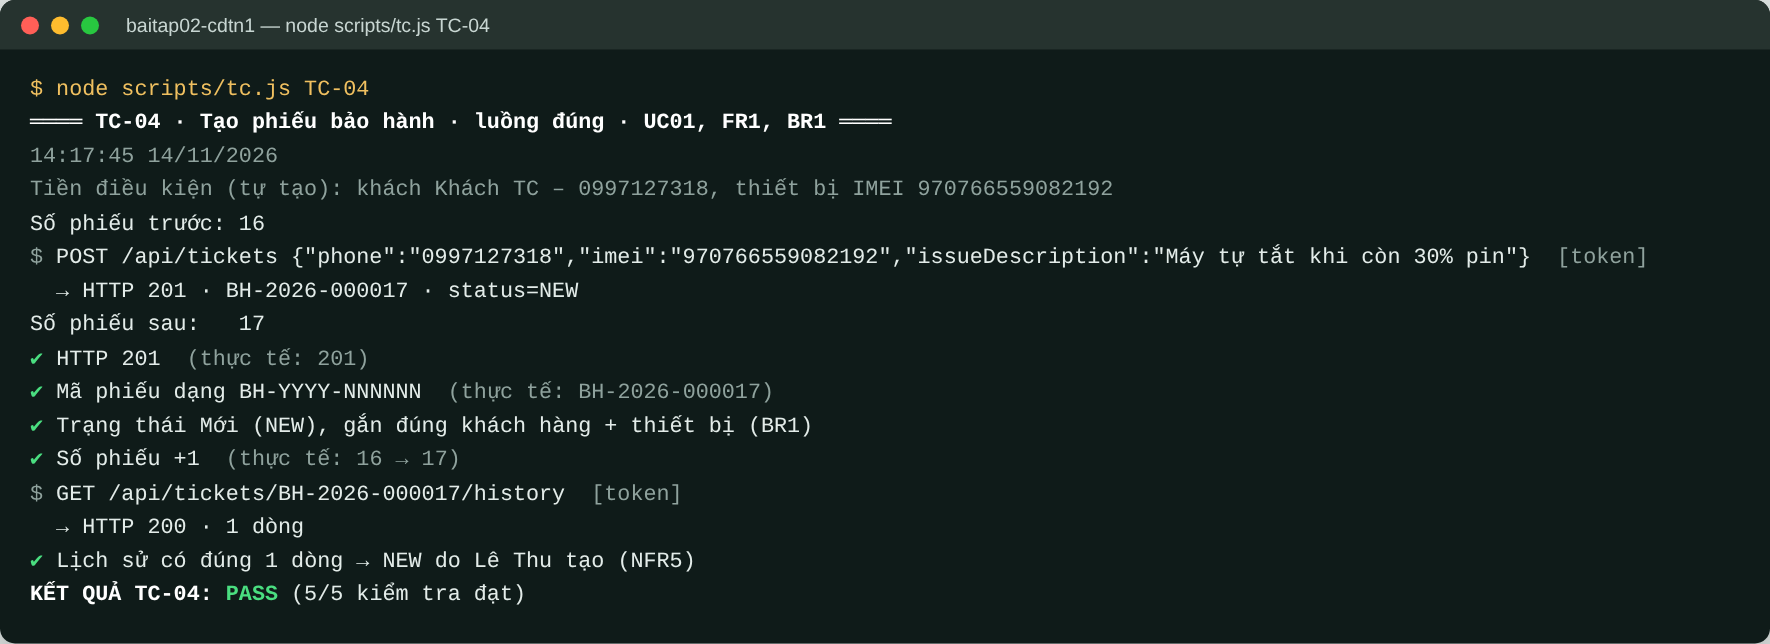 baitap02-cdtn1 — node scripts/tc.js TC-04
$ node scripts/tc.js TC-04
════ TC-04 · Tạo phiếu bảo hành · luồng đúng · UC01, FR1, BR1 ════
14:17:45 14/11/2026
Tiền điều kiện (tự tạo): khách Khách TC – 0997127318, thiết bị IMEI 970766559082192
Số phiếu trước: 16
$ POST /api/tickets {"phone":"0997127318","imei":"970766559082192","issueDescription":"Máy tự tắt khi còn 30% pin"}  [token]
→ HTTP 201 · BH-2026-000017 · status=NEW
Số phiếu sau:   17
✔ HTTP 201  (thực tế: 201)
✔ Mã phiếu dạng BH-YYYY-NNNNNN  (thực tế: BH-2026-000017)
✔ Trạng thái Mới (NEW), gắn đúng khách hàng + thiết bị (BR1)
✔ Số phiếu +1  (thực tế: 16 → 17)
$ GET /api/tickets/BH-2026-000017/history  [token]
→ HTTP 200 · 1 dòng
✔ Lịch sử có đúng 1 dòng → NEW do Lê Thu tạo (NFR5)
KẾT QUẢ TC-04: PASS (5/5 kiểm tra đạt)